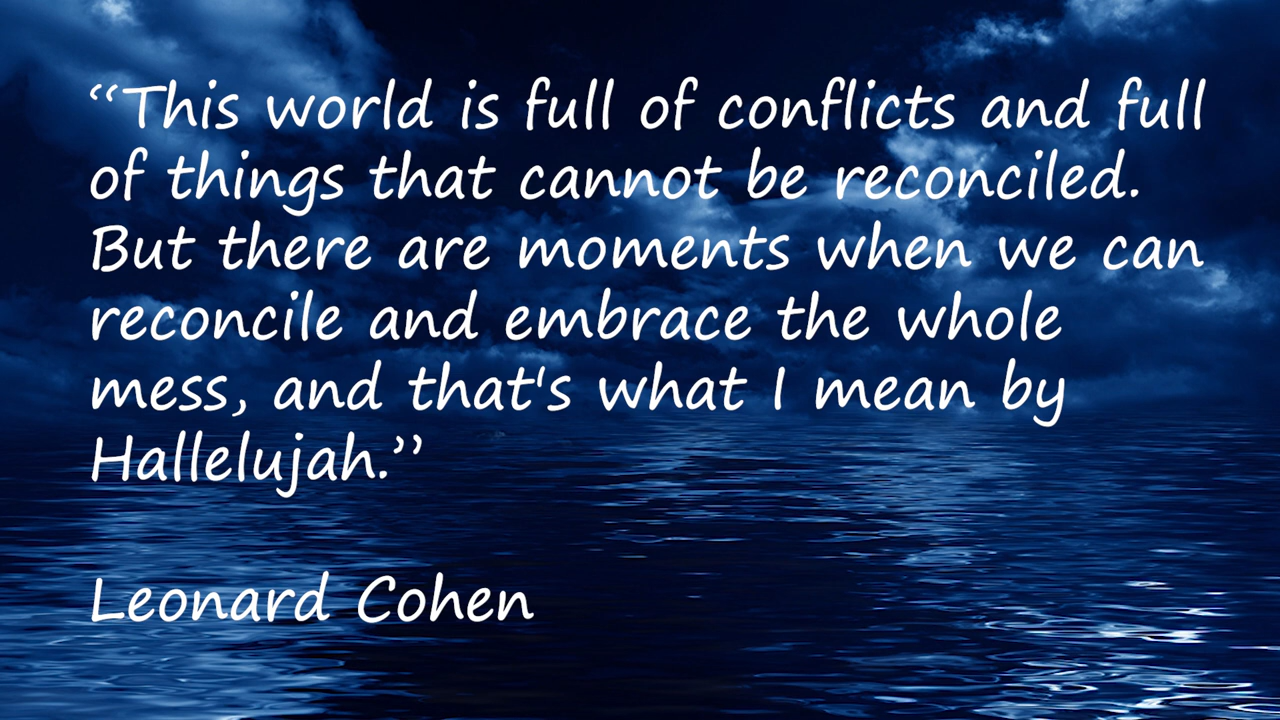 “This world is full of conflicts and full
of things that cannot be reconciled.
But there are moments when we can
reconcile and embrace the whole
mess, and that's what I mean by
Hallelujah.”
Leonard Cohen